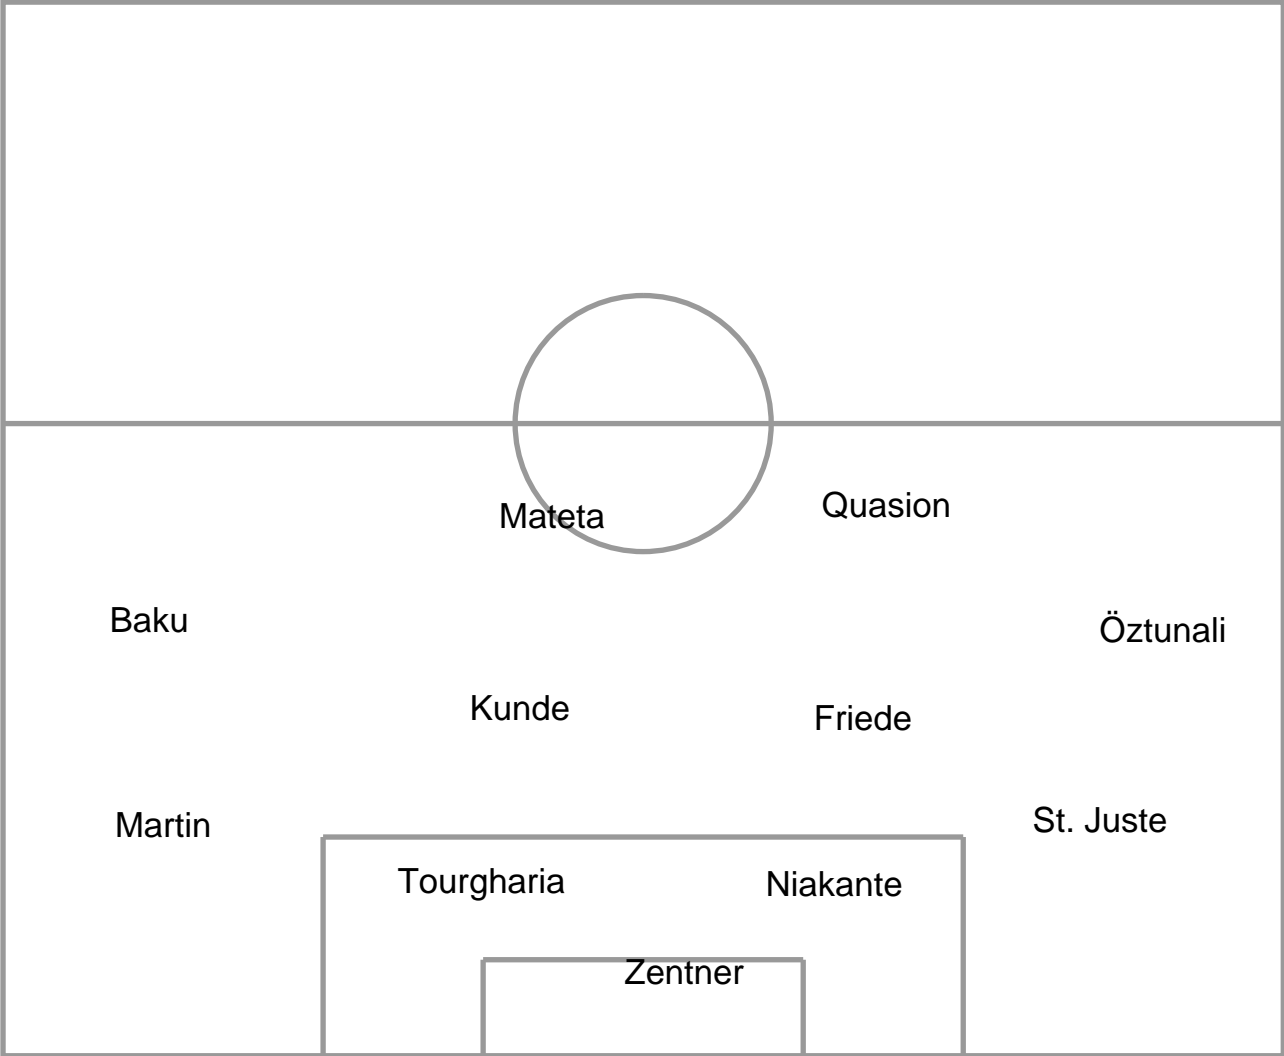 Mateta
Quasion
Baku
Öztunali
Kunde
Friede
Martin
St. Juste
Tourgharia
Niakante
Zentner